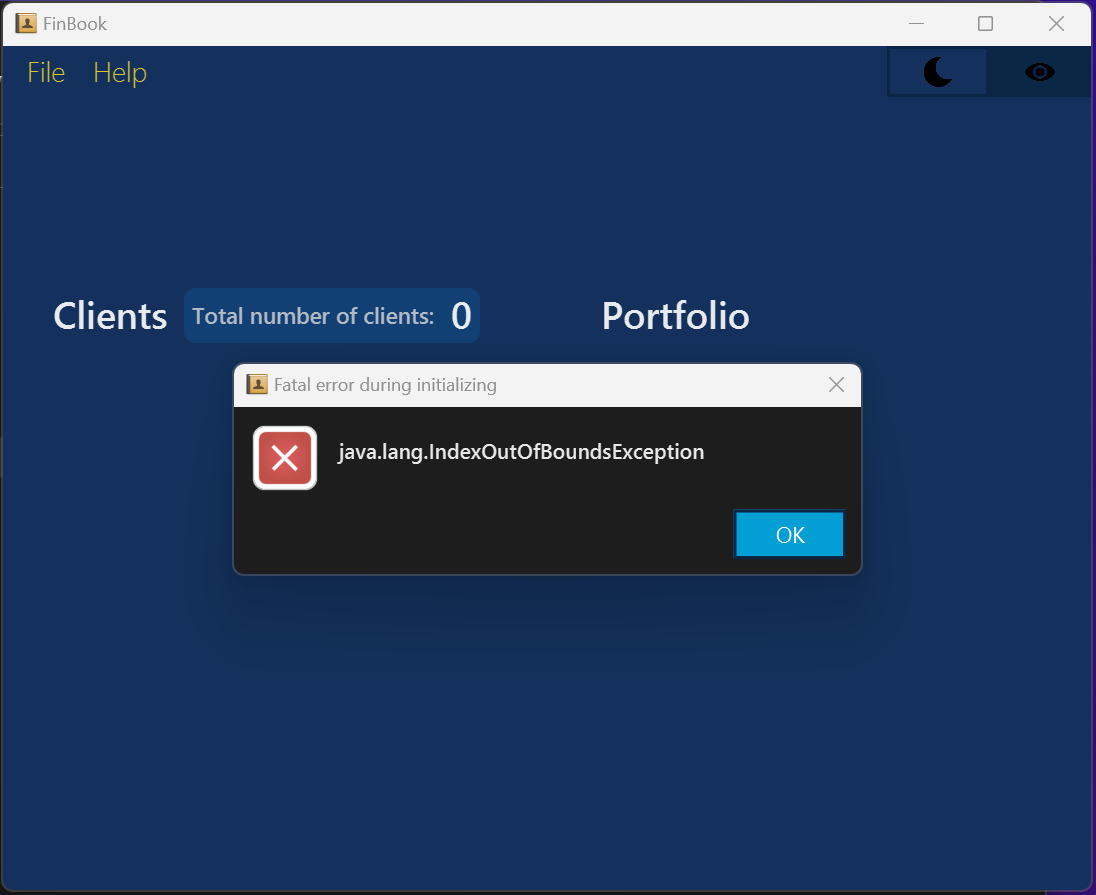 FinBook
File Help
Clients Total number of clients: 0 Portfolio
Fatal error during initializing
java.lang.IndexOutOfBoundsException
OK